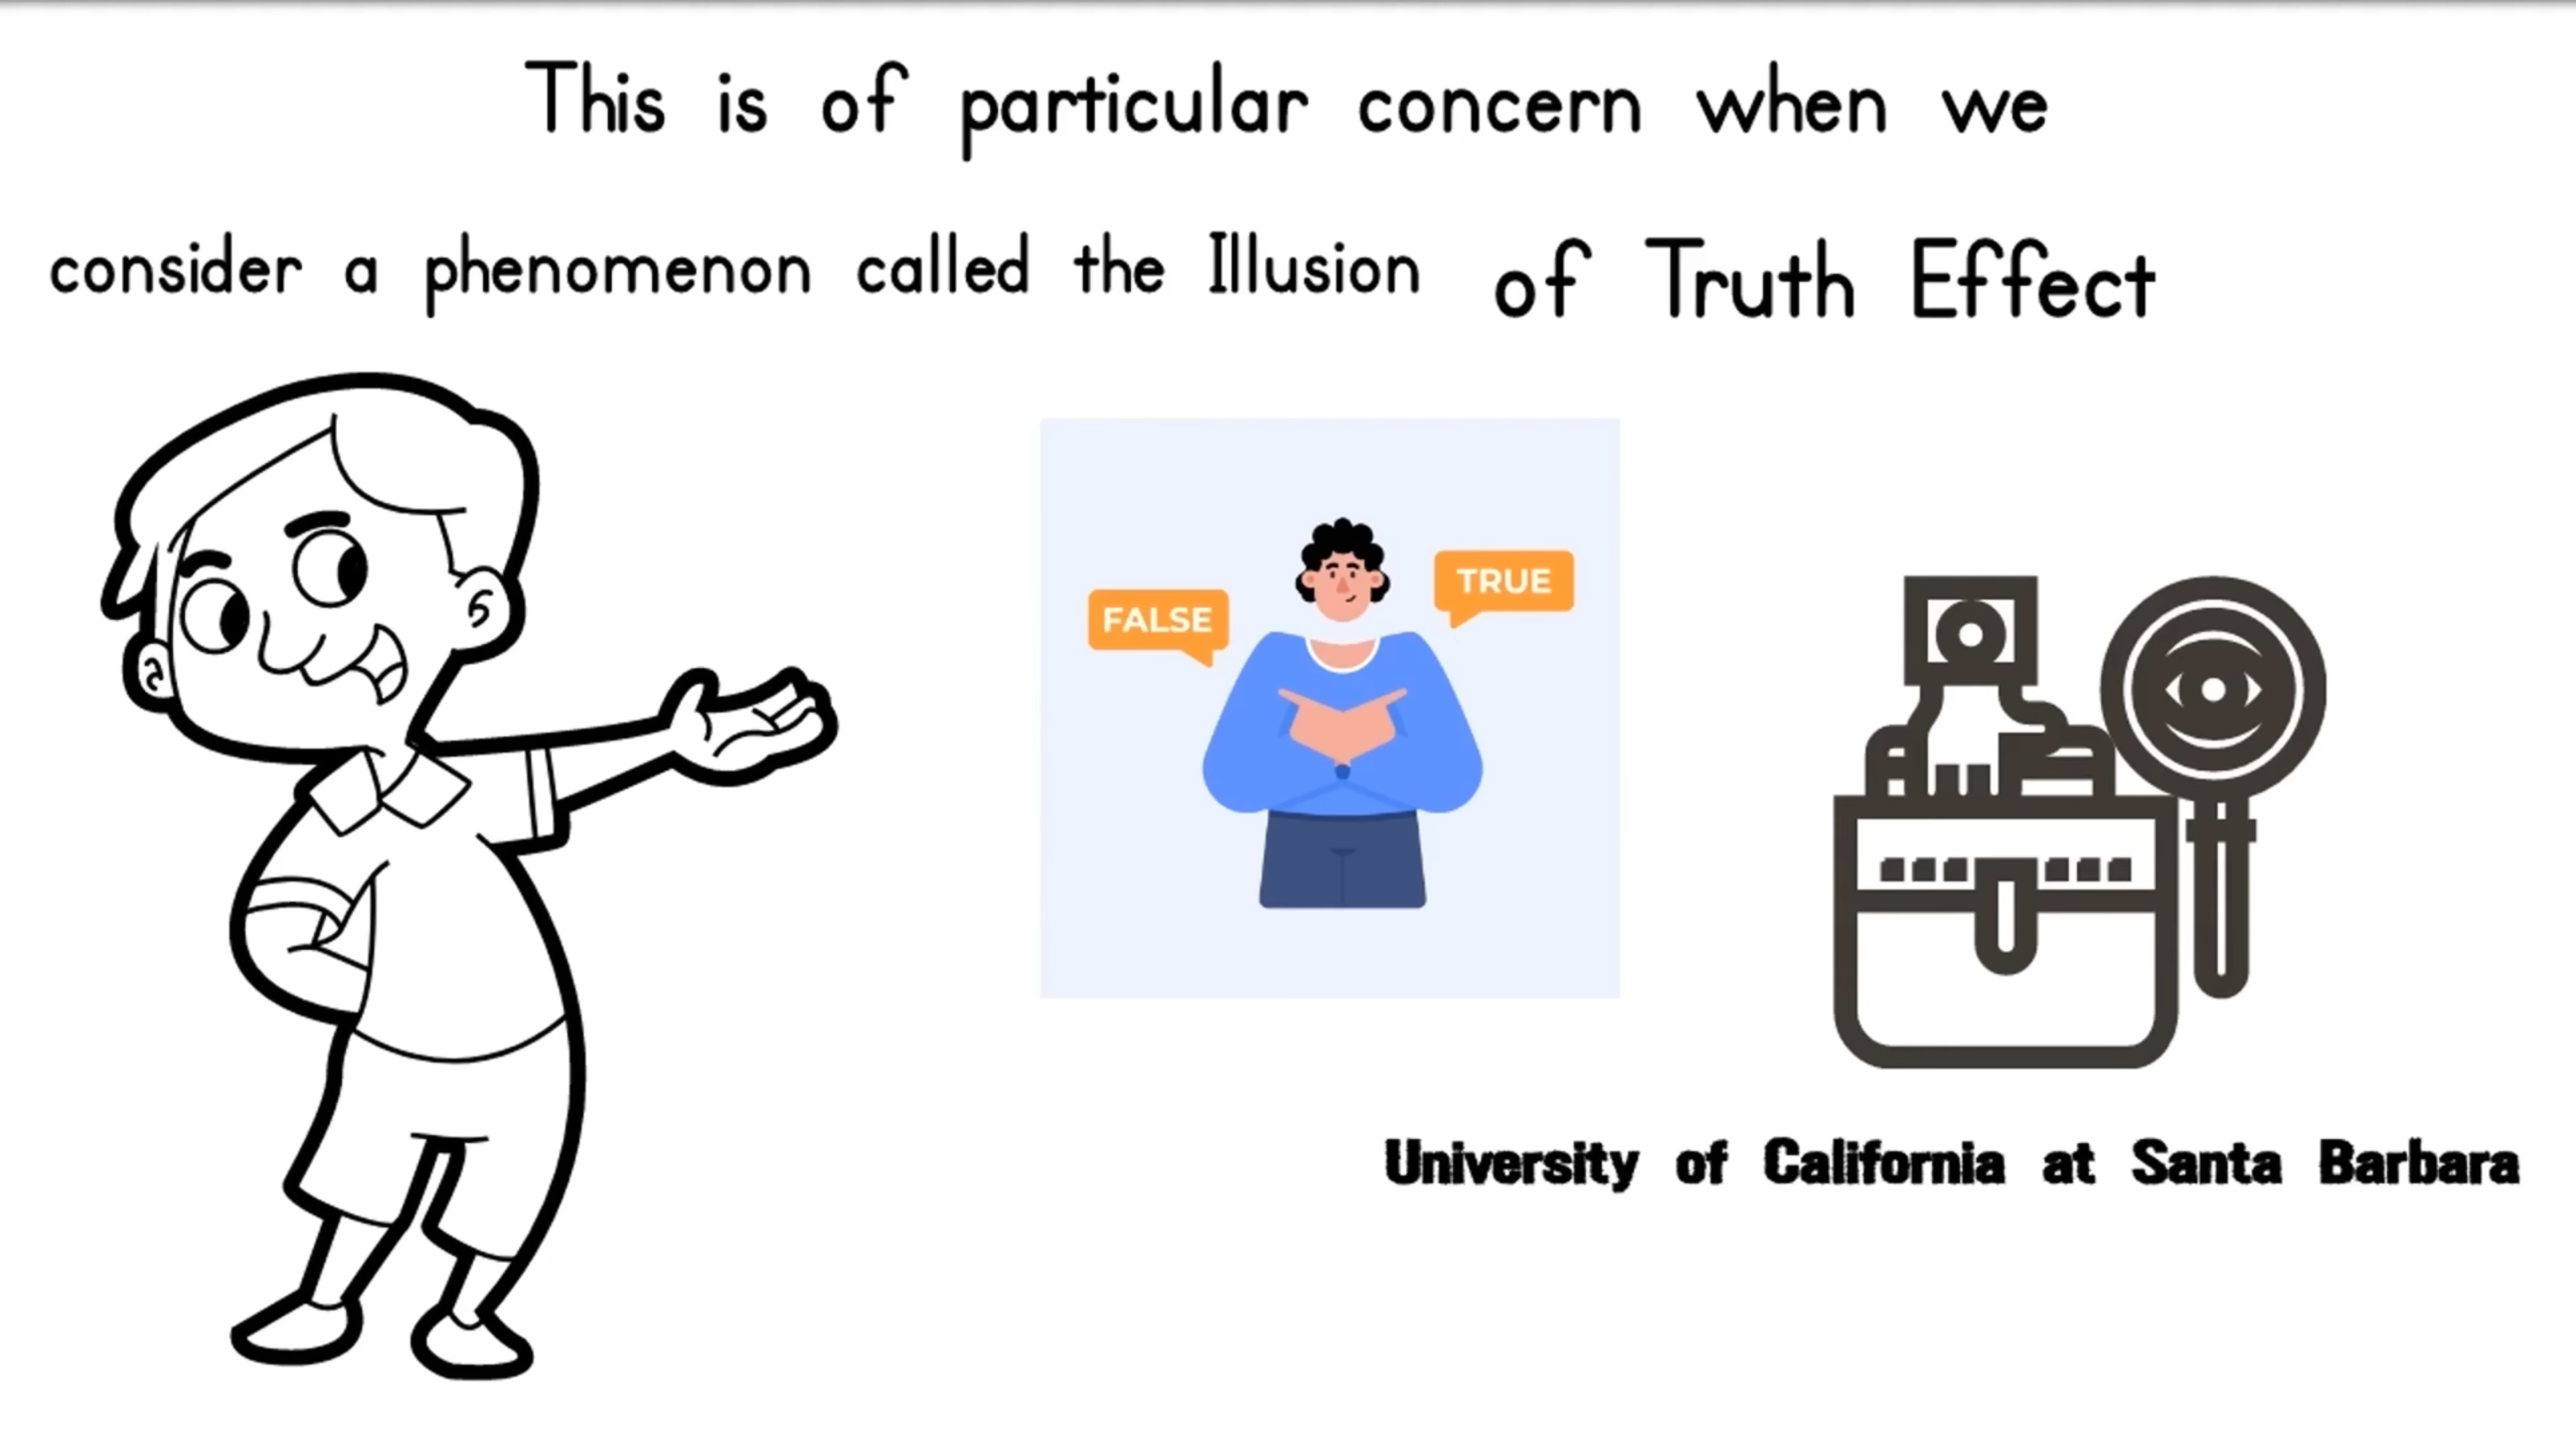 This is of particular concern when we
consider a phenomenon called the Illusion of Truth Effect
FALSE
TRUE
University of California at Santa Barbara